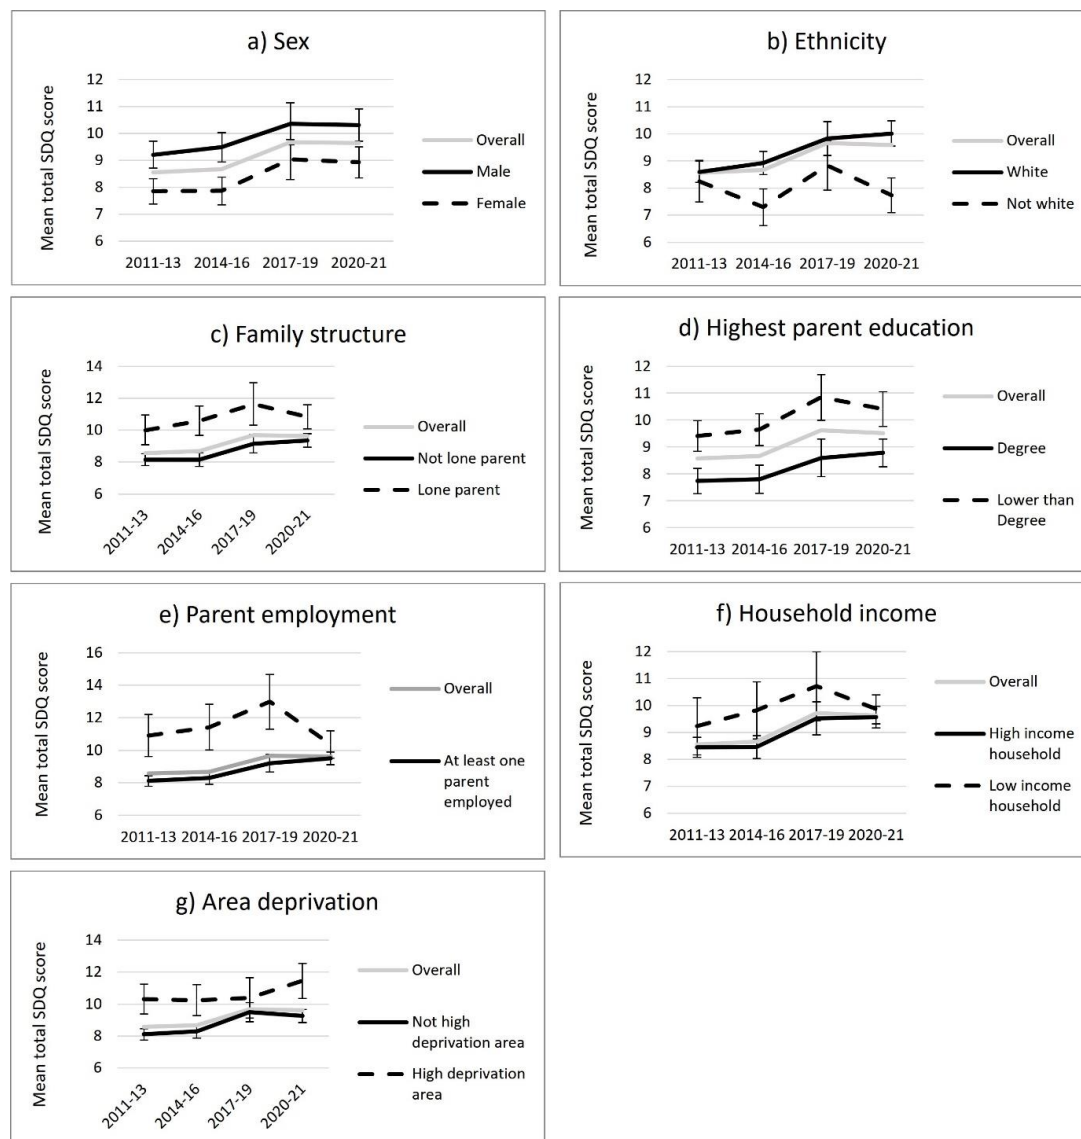 a) Sex
Mean total SDQ score
12
11
10
9
8
7
6
2011-13 2014-16 2017-19 2020-21
Overall
Male
Female
b) Ethnicity
Mean total SDQ score
12
11
10
9
8
7
6
2011-13 2014-16 2017-19 2020-21
Overall
White
Not white
c) Family structure
Mean total SDQ score
14
12
10
8
6
2011-13
2014-16
2017-19
2020-21
Overall
Not lone parent
Lone parent
d) Highest parent education
Mean total SDQ score
12
11
10
9
8
7
6
2011-13 2014-16 2017-19 2020-21
Overall
Degree
Lower than
Degree
e) Parent employment
Mean total SDQ score
16
14
12
10
8
6
2011-13 2014-16 2017-19 2020-21
Overall
At least one
parent
employed
f) Household income
Mean total SDQ score
12
11
10
9
8
7
6
2011-13 2014-16 2017-19 2020-21
Overall
High income
household
Low income
household
g) Area deprivation
Mean total SDQ score
14
12
10
8
6
2011-13
2014-16
2017-19
2020-21
Overall
Not high
deprivation area
High deprivation
area